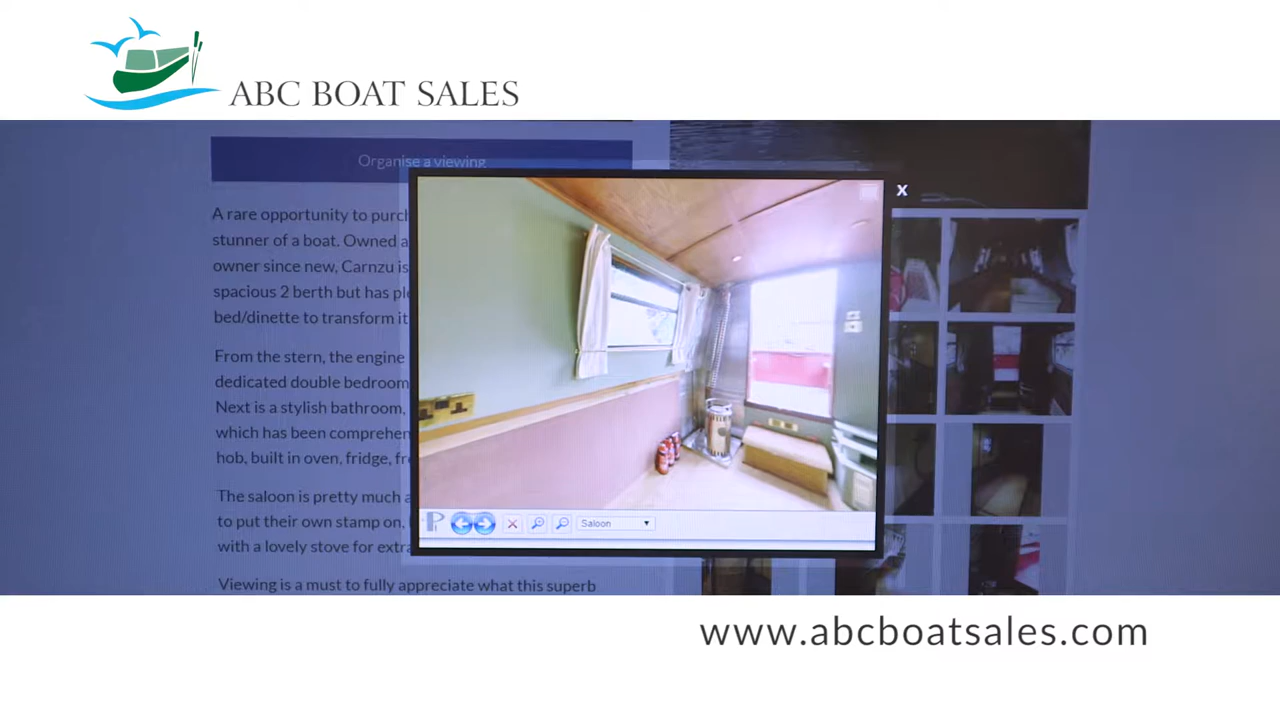 ABC BOAT SALES
Organise a viewing
x
A rare opportunity to purch
stunner of a boat. Owned a
owner since new, Carnzu is
spacious 2 berth but has ple
bed/dinette to transform it
From the stern, the engine
dedicated double bedroom
Next is a stylish bathroom,
which has been comprehen
hob, built in oven, fridge, fre
The saloon is pretty much a
to put their own stamp on,
with a lovely stove for extra
Saloon
Viewing is a must to fully appreciate what this superb
www.abcboatsales.com